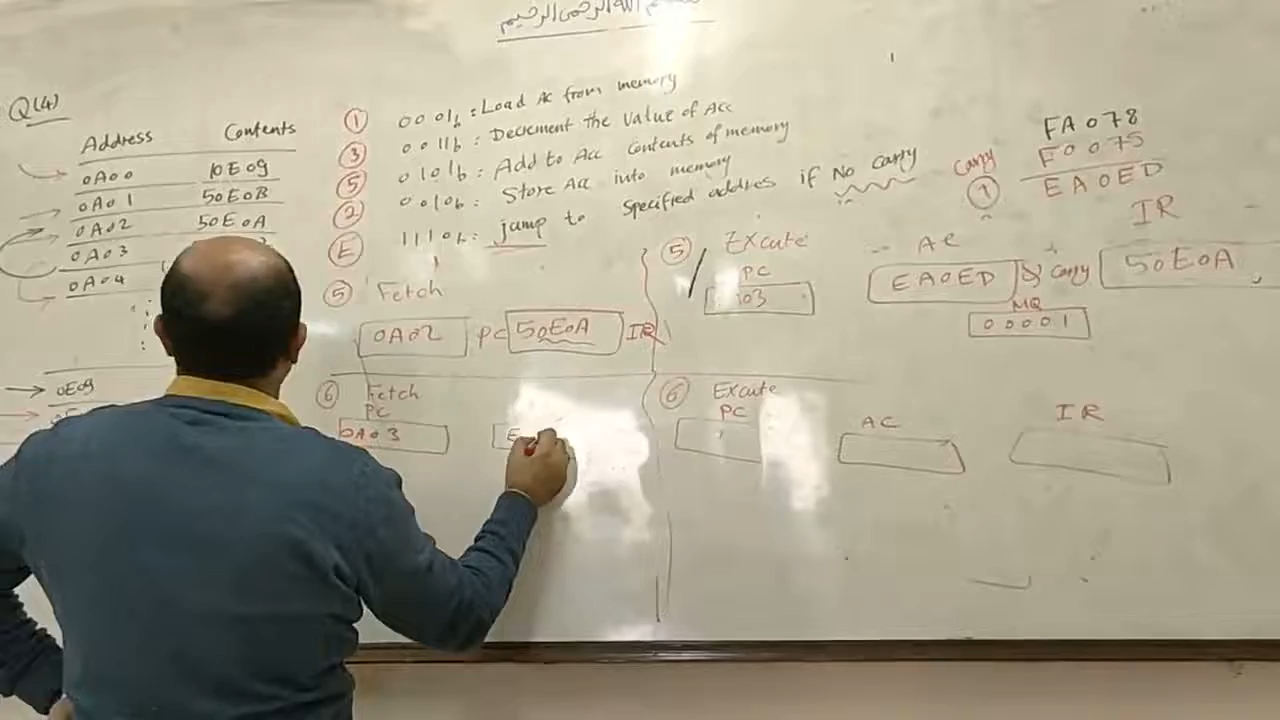 الله الرحمن الرحيم
Q(4)
Address Contents
0A00 10E09
0A01 50E0B
0A02 50E0A
0A03
0A04
0E09
① 0001b : Load AC from memory
③ 0011b : Decrement the value of Acc
⑤ 0101b : Add to Acc contents of memory
② 0010b : Store Acc into memory
Ⓔ 1110b : jump to specified address if No carry
FA078
F0075
Carry ① EA0ED
⑤ Fetch
0A02 PC 50E0A IR
⑤ Excute
PC
03
AC
EA0ED & Carry
MQ
00001
IR
50E0A
⑥ Fetch
PC
0A03
E
⑥ Excute
PC AC IR